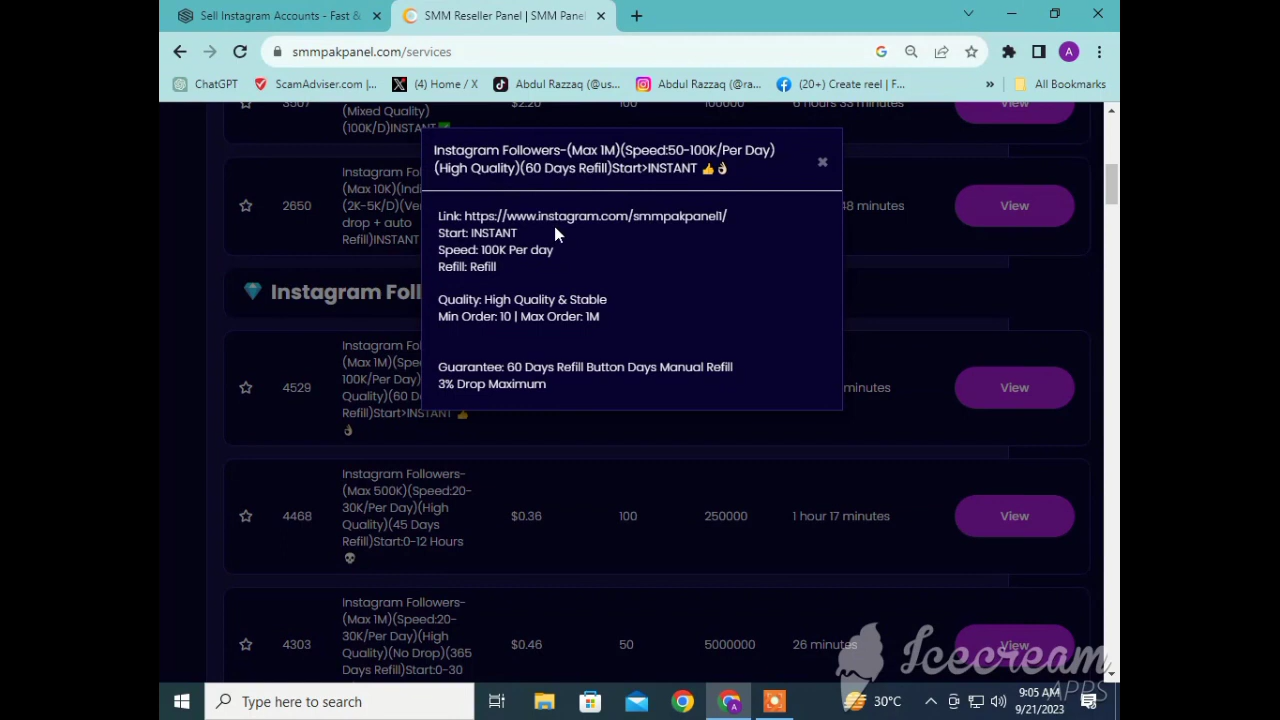 Sell Instagram Accounts - Fast &
SMM Reseller Panel | SMM Panel
smmpakpanel.com/services
ChatGPT
ScamAdviser.com |...
(4) Home / X
Abdul Razzaq (@us...
Abdul Razzaq (@ra...
(20+) Create reel | F...
»
All Bookmarks
3507 $2.20 100 100000 6 hours 33 minutes View
(Mixed Quality)
(100K/D)INSTANT ✅
Instagram Followers-(Max 1M)(Speed:50-100K/Per Day)
(High Quality)(60 Days Refill)Start>INSTANT 👍👌
Link: https://www.instagram.com/smmpakpanel1/
Start: INSTANT
Speed: 100K Per day
Refill: Refill
Quality: High Quality & Stable
Min Order: 10 | Max Order: 1M
Guarantee: 60 Days Refill Button Days Manual Refill
3% Drop Maximum
2650
Instagram Fo
(Max 10K)(Indi
(2K-5K/D)(Ver
drop + auto
Refill)INSTANT
48 minutes
View
💎 Instagram Foll
4529
Instagram Fo
(Max 1M)(Spe
100K/Per Day)
Quality)(60 D
Refill)Start>INSTANT 👍
👌
minutes
View
4468
Instagram Followers-
(Max 500K)(Speed:20-
30K/Per Day)(High
Quality)(45 Days
Refill)Start:0-12 Hours
💀
$0.36
100
250000
1 hour 17 minutes
View
4303
Instagram Followers-
(Max 1M)(Speed:20-
30K/Per Day)(High
Quality)(No Drop)(365
Days Refill)Start:0-30
$0.46
50
5000000
26 minutes
View
Icecream
APPS
Type here to search
30°C
9:05 AM
9/21/2023
A